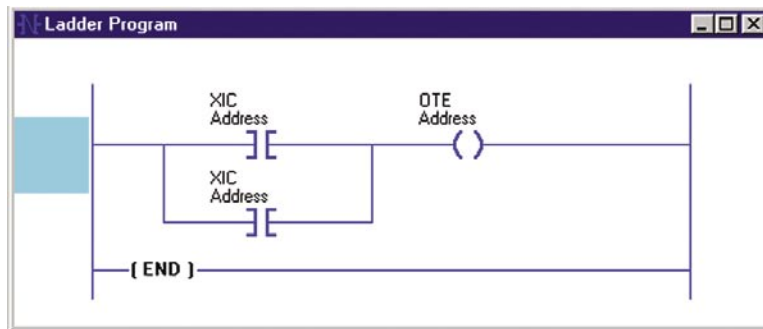 Ladder Program
XIC
Address
OTE
Address
XIC
Address
( END )